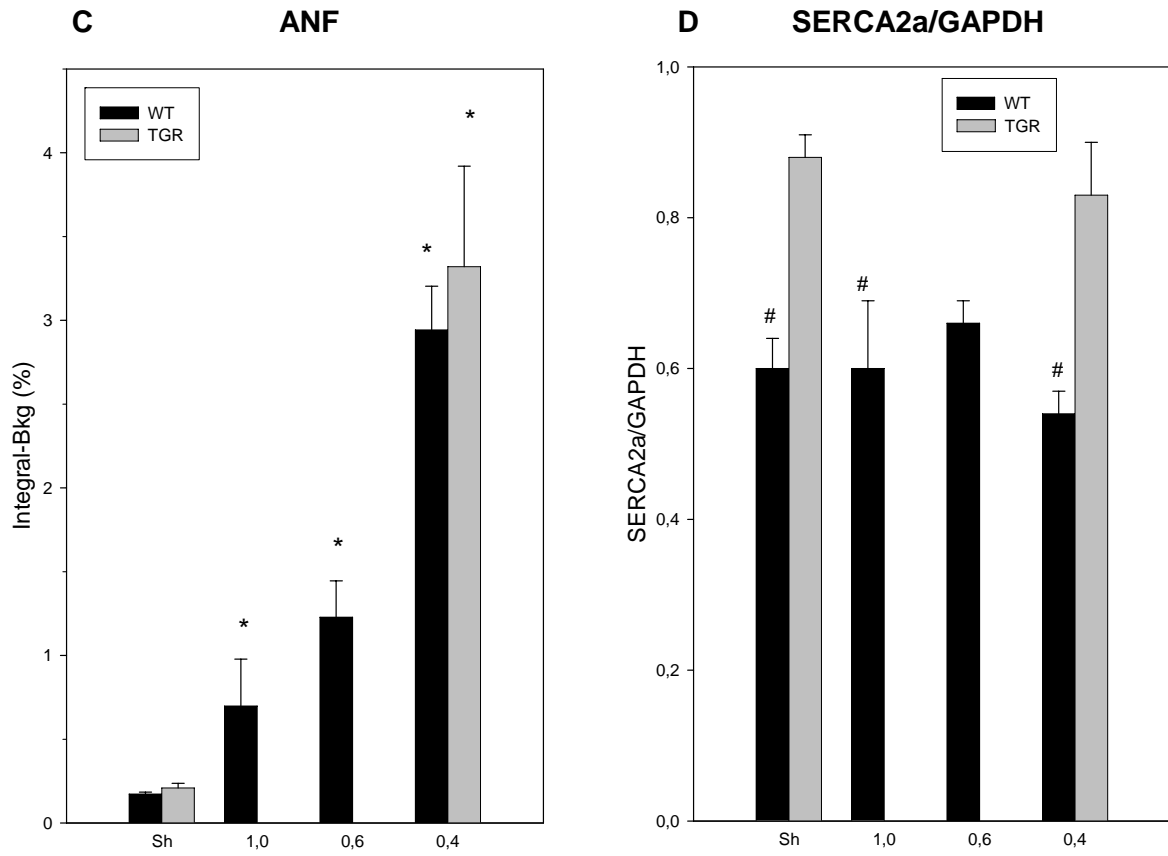 C ANF
WT
TGR
Integral-Bkg (%)
4
3
2
1
0
*
*
*
*
Sh 1,0 0,6 0,4
D SERCA2a/GAPDH
WT
TGR
SERCA2a/GAPDH
1,0
0,8
0,6
0,4
0,2
0,0
#
#
#
Sh 1,0 0,6 0,4